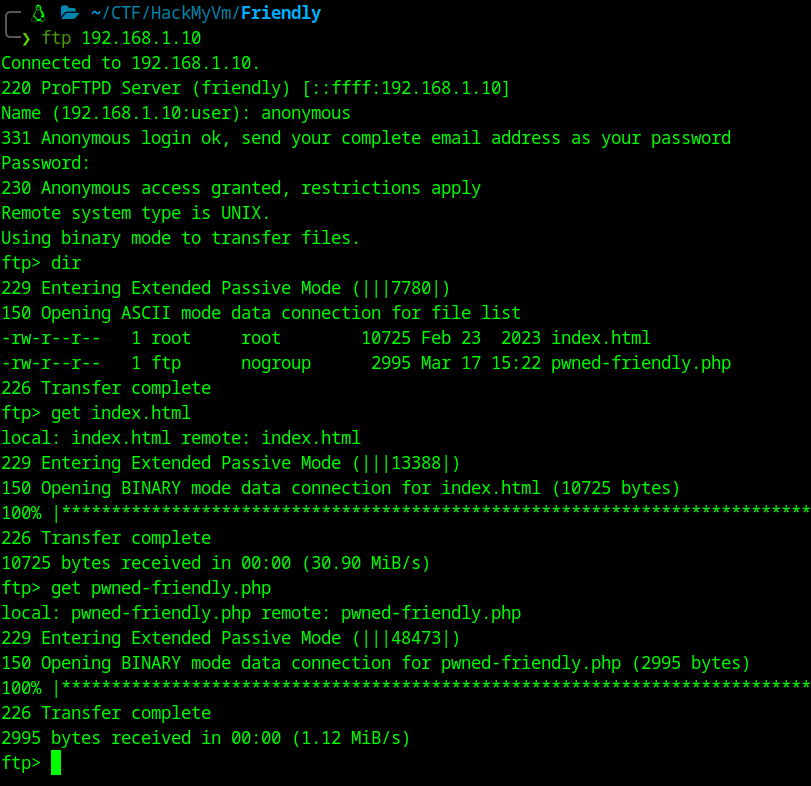 ~/CTF/HackMyVm/Friendly
❯ ftp 192.168.1.10
Connected to 192.168.1.10.
220 ProFTPD Server (friendly) [::ffff:192.168.1.10]
Name (192.168.1.10:user): anonymous
331 Anonymous login ok, send your complete email address as your password
Password:
230 Anonymous access granted, restrictions apply
Remote system type is UNIX.
Using binary mode to transfer files.
ftp> dir
229 Entering Extended Passive Mode (|||7780|)
150 Opening ASCII mode data connection for file list
-rw-r--r--   1 root     root        10725 Feb 23  2023 index.html
-rw-r--r--   1 ftp      nogroup      2995 Mar 17 15:22 pwned-friendly.php
226 Transfer complete
ftp> get index.html
local: index.html remote: index.html
229 Entering Extended Passive Mode (|||13388|)
150 Opening BINARY mode data connection for index.html (10725 bytes)
100% |***************************************************************************
226 Transfer complete
10725 bytes received in 00:00 (30.90 MiB/s)
ftp> get pwned-friendly.php
local: pwned-friendly.php remote: pwned-friendly.php
229 Entering Extended Passive Mode (|||48473|)
150 Opening BINARY mode data connection for pwned-friendly.php (2995 bytes)
100% |***************************************************************************
226 Transfer complete
2995 bytes received in 00:00 (1.12 MiB/s)
ftp>